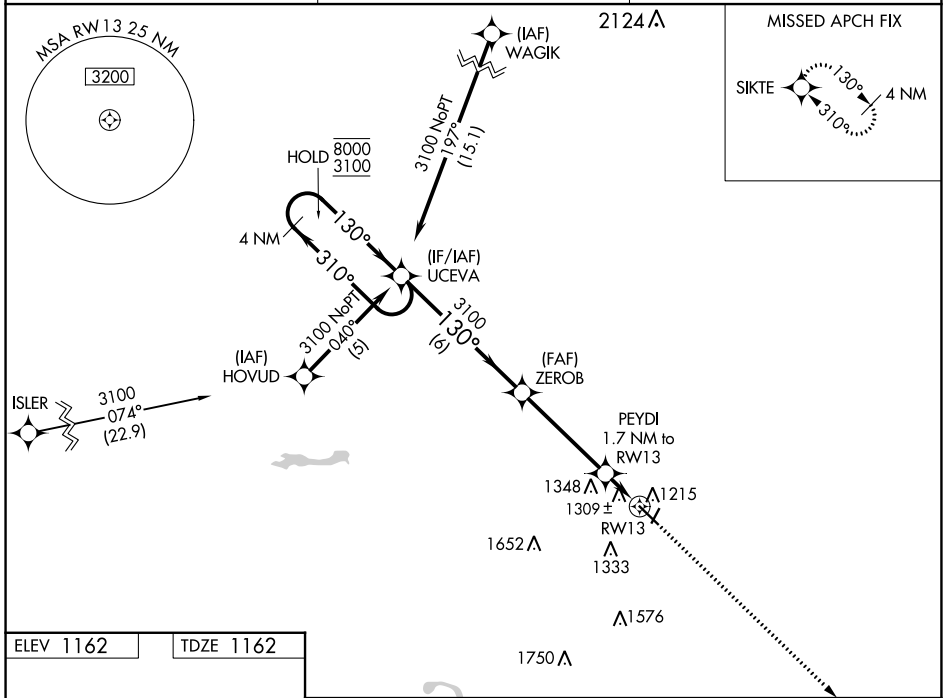 MSA RW13 25 NM
3200
(IAF)
WAGIK
2124
MISSED APCH FIX
SIKTE
130°
310°
4 NM
3100 NoPT
197°
(15.1)
HOLD
8000
3100
130°
310°
4 NM
(IF/IAF)
UCEVA
3100 NoPT
040°
(5)
3100
130°
(6)
(IAF)
HOVUD
(FAF)
ZEROB
ISLER
3100
074°
(22.9)
PEYDI
1.7 NM to
RW13
1348
1309 ±
1215
RW13
1652
1333
1576
1750
ELEV 1162
TDZE 1162